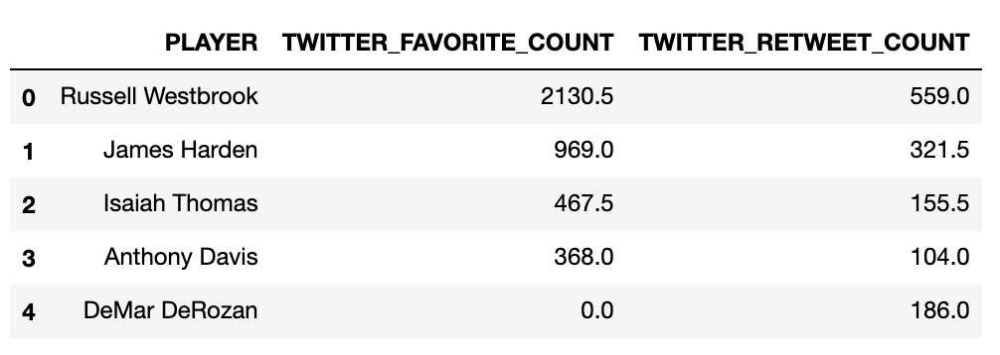 PLAYER TWITTER_FAVORITE_COUNT TWITTER_RETWEET_COUNT
0 Russell Westbrook 2130.5 559.0
1 James Harden 969.0 321.5
2 Isaiah Thomas 467.5 155.5
3 Anthony Davis 368.0 104.0
4 DeMar DeRozan 0.0 186.0